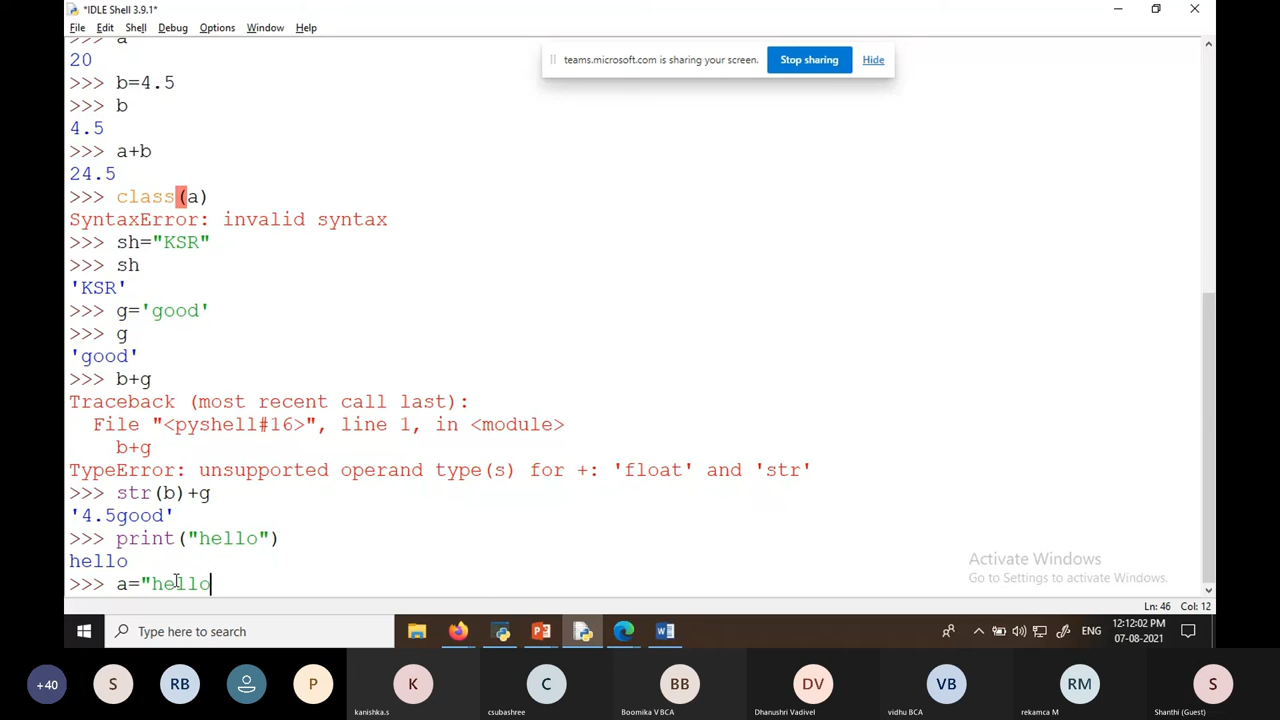 *IDLE Shell 3.9.1*
File Edit Shell Debug Options Window Help
>>> a
20
>>> b=4.5
>>> b
4.5
>>> a+b
24.5
>>> class(a)
SyntaxError: invalid syntax
>>> sh="KSR"
>>> sh
'KSR'
>>> g='good'
>>> g
'good'
>>> b+g
Traceback (most recent call last):
  File "<pyshell#16>", line 1, in <module>
    b+g
TypeError: unsupported operand type(s) for +: 'float' and 'str'
>>> str(b)+g
'4.5good'
>>> print("hello")
hello
>>> a="hello
teams.microsoft.com is sharing your screen. Stop sharing Hide
Activate Windows
Go to Settings to activate Windows.
Ln: 46 Col: 12
Type here to search
ENG
12:12:02 PM
07-08-2021
+40 S RB P K C BB DV VB RM S
kanishka.s csubashree Boomika V BCA Dhanushri Vadivel vidhu BCA rekamca M Shanthi (Guest)